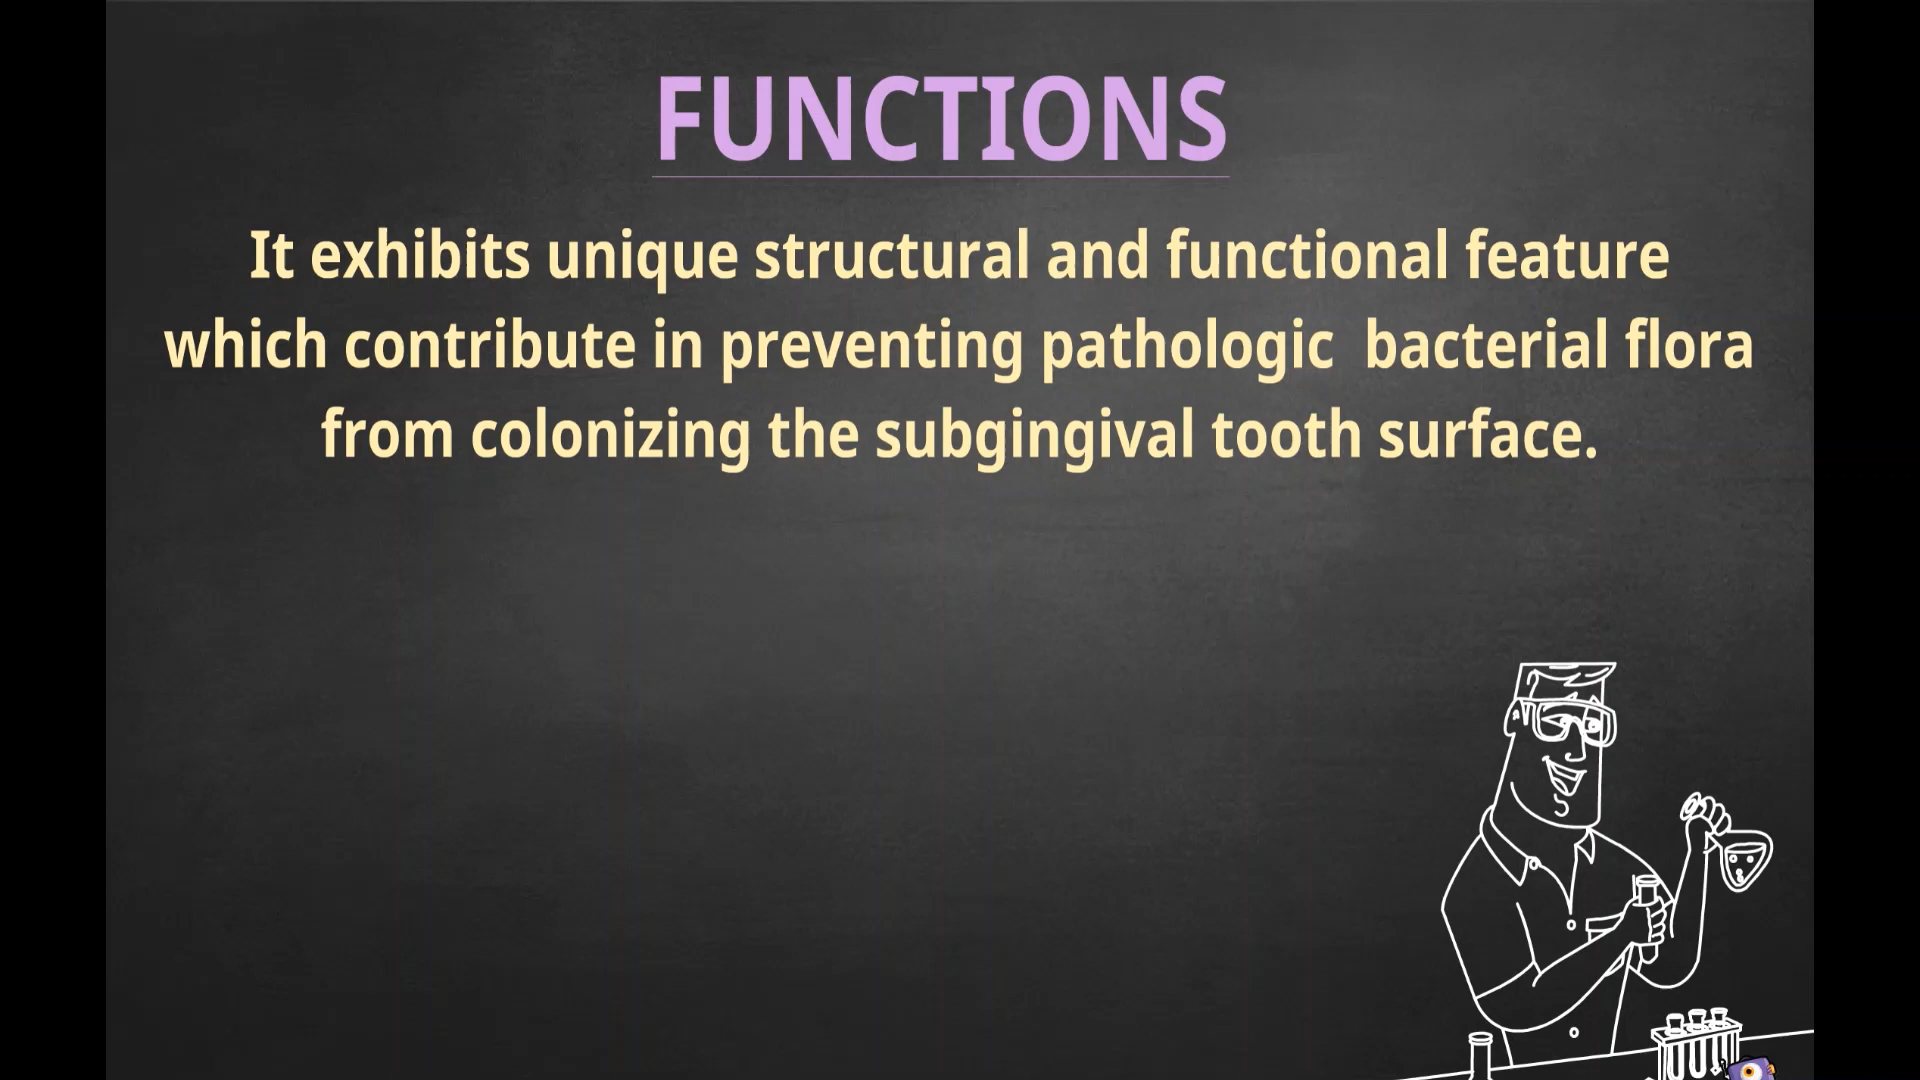 FUNCTIONS
It exhibits unique structural and functional feature
which contribute in preventing pathologic  bacterial flora
from colonizing the subgingival tooth surface.